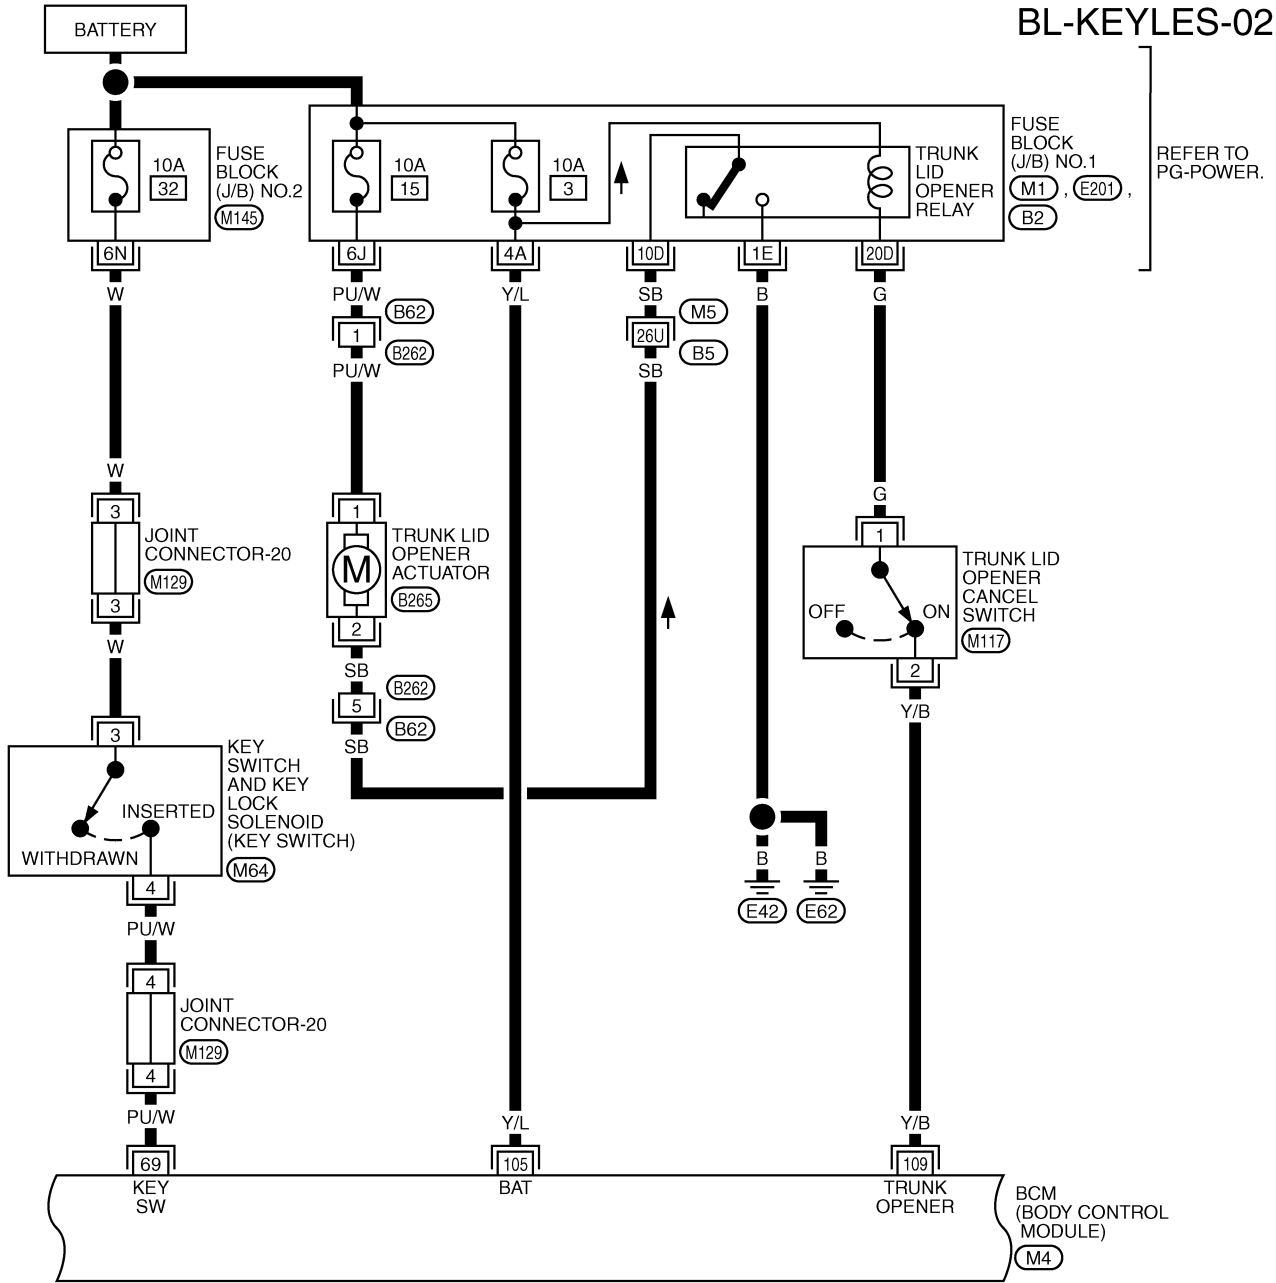 BL-KEYLES-02
BATTERY
10A
32
FUSE
BLOCK
(J/B) NO.2
M145
10A
15
10A
3
TRUNK
LID
OPENER
RELAY
FUSE
BLOCK
(J/B) NO.1
M1 , E201 ,
B2
REFER TO
PG-POWER.
6N
6J
4A
10D
1E
20D
W
PU/W
Y/L
SB
B
G
B62
1
B262
PU/W
M5
26U
B5
SB
W
G
3
JOINT
CONNECTOR-20
M129
3
W
1
TRUNK LID
OPENER
ACTUATOR
M
B265
2
SB
B262
5
B62
SB
1
TRUNK LID
OPENER
CANCEL
SWITCH
OFF
ON
M117
2
Y/B
3
KEY
SWITCH
AND KEY
LOCK
SOLENOID
(KEY SWITCH)
INSERTED
WITHDRAWN
M64
4
PU/W
B
B
E42
E62
4
JOINT
CONNECTOR-20
M129
4
PU/W
Y/L
Y/B
69
105
109
KEY
SW
BAT
TRUNK
OPENER
BCM
(BODY CONTROL
MODULE)
M4